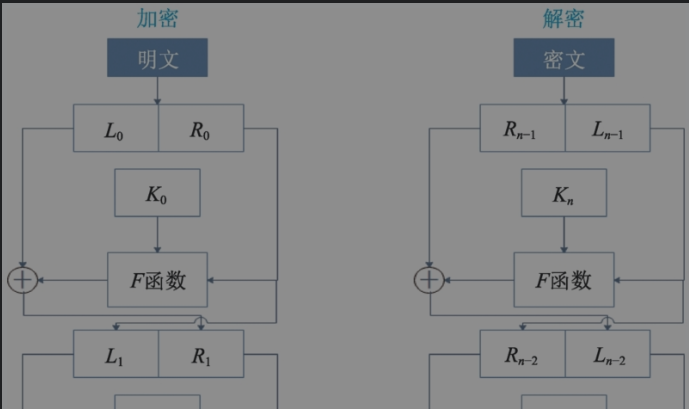 加密
明文
L₀ R₀
K₀
F函数
L₁ R₁
解密
密文
Rₙ₋₁ Lₙ₋₁
Kₙ
F函数
Rₙ₋₂ Lₙ₋₂